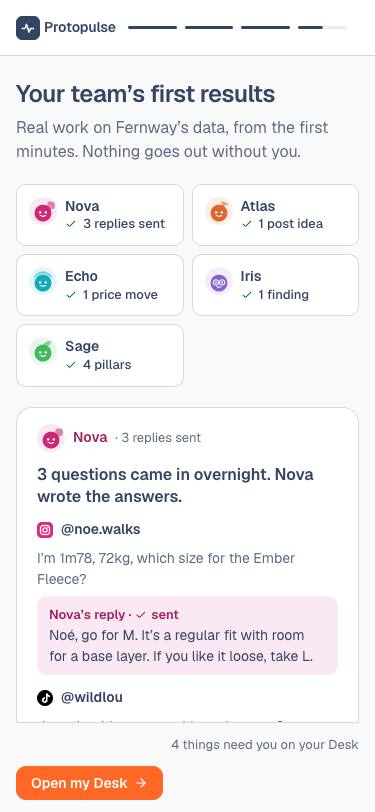 Protopulse
Your team’s first results
Real work on Fernway’s data, from the first
minutes. Nothing goes out without you.
Nova
✓ 3 replies sent
Atlas
✓ 1 post idea
Echo
✓ 1 price move
Iris
✓ 1 finding
Sage
✓ 4 pillars
Nova · 3 replies sent
3 questions came in overnight. Nova
wrote the answers.
@noe.walks
I’m 1m78, 72kg, which size for the Ember
Fleece?
Nova’s reply · ✓ sent
Noé, go for M. It’s a regular fit with room
for a base layer. If you like it loose, take L.
@wildlou
4 things need you on your Desk
Open my Desk →